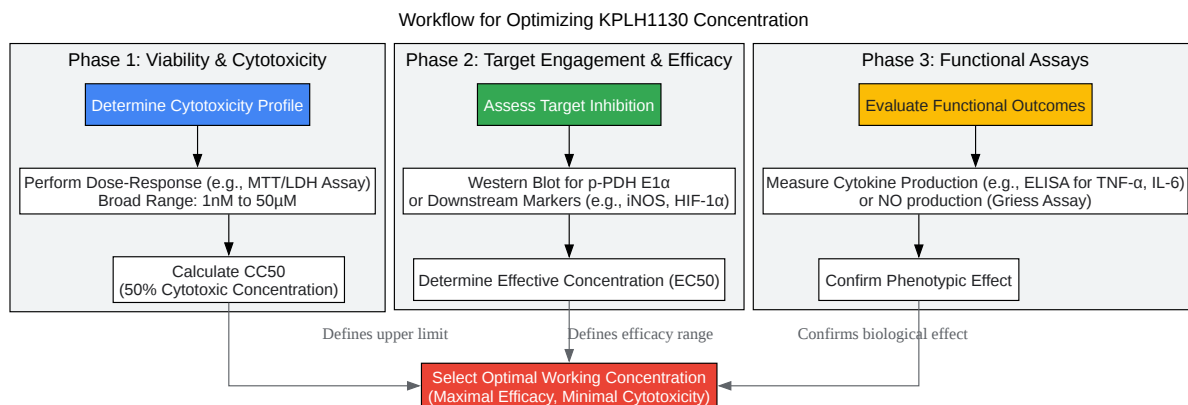 Workflow for Optimizing KPLH1130 Concentration
Phase 1: Viability & Cytotoxicity
Determine Cytotoxicity Profile
Perform Dose-Response (e.g., MTT/LDH Assay)
Broad Range: 1nM to 50µM
Calculate CC50
(50% Cytotoxic Concentration)
Phase 2: Target Engagement & Efficacy
Assess Target Inhibition
Western Blot for p-PDH E1α
or Downstream Markers (e.g., iNOS, HIF-1α)
Determine Effective Concentration (EC50)
Phase 3: Functional Assays
Evaluate Functional Outcomes
Measure Cytokine Production (e.g., ELISA for TNF-α, IL-6)
or NO production (Griess Assay)
Confirm Phenotypic Effect
Defines upper limit
Defines efficacy range
Confirms biological effect
Select Optimal Working Concentration
(Maximal Efficacy, Minimal Cytotoxicity)